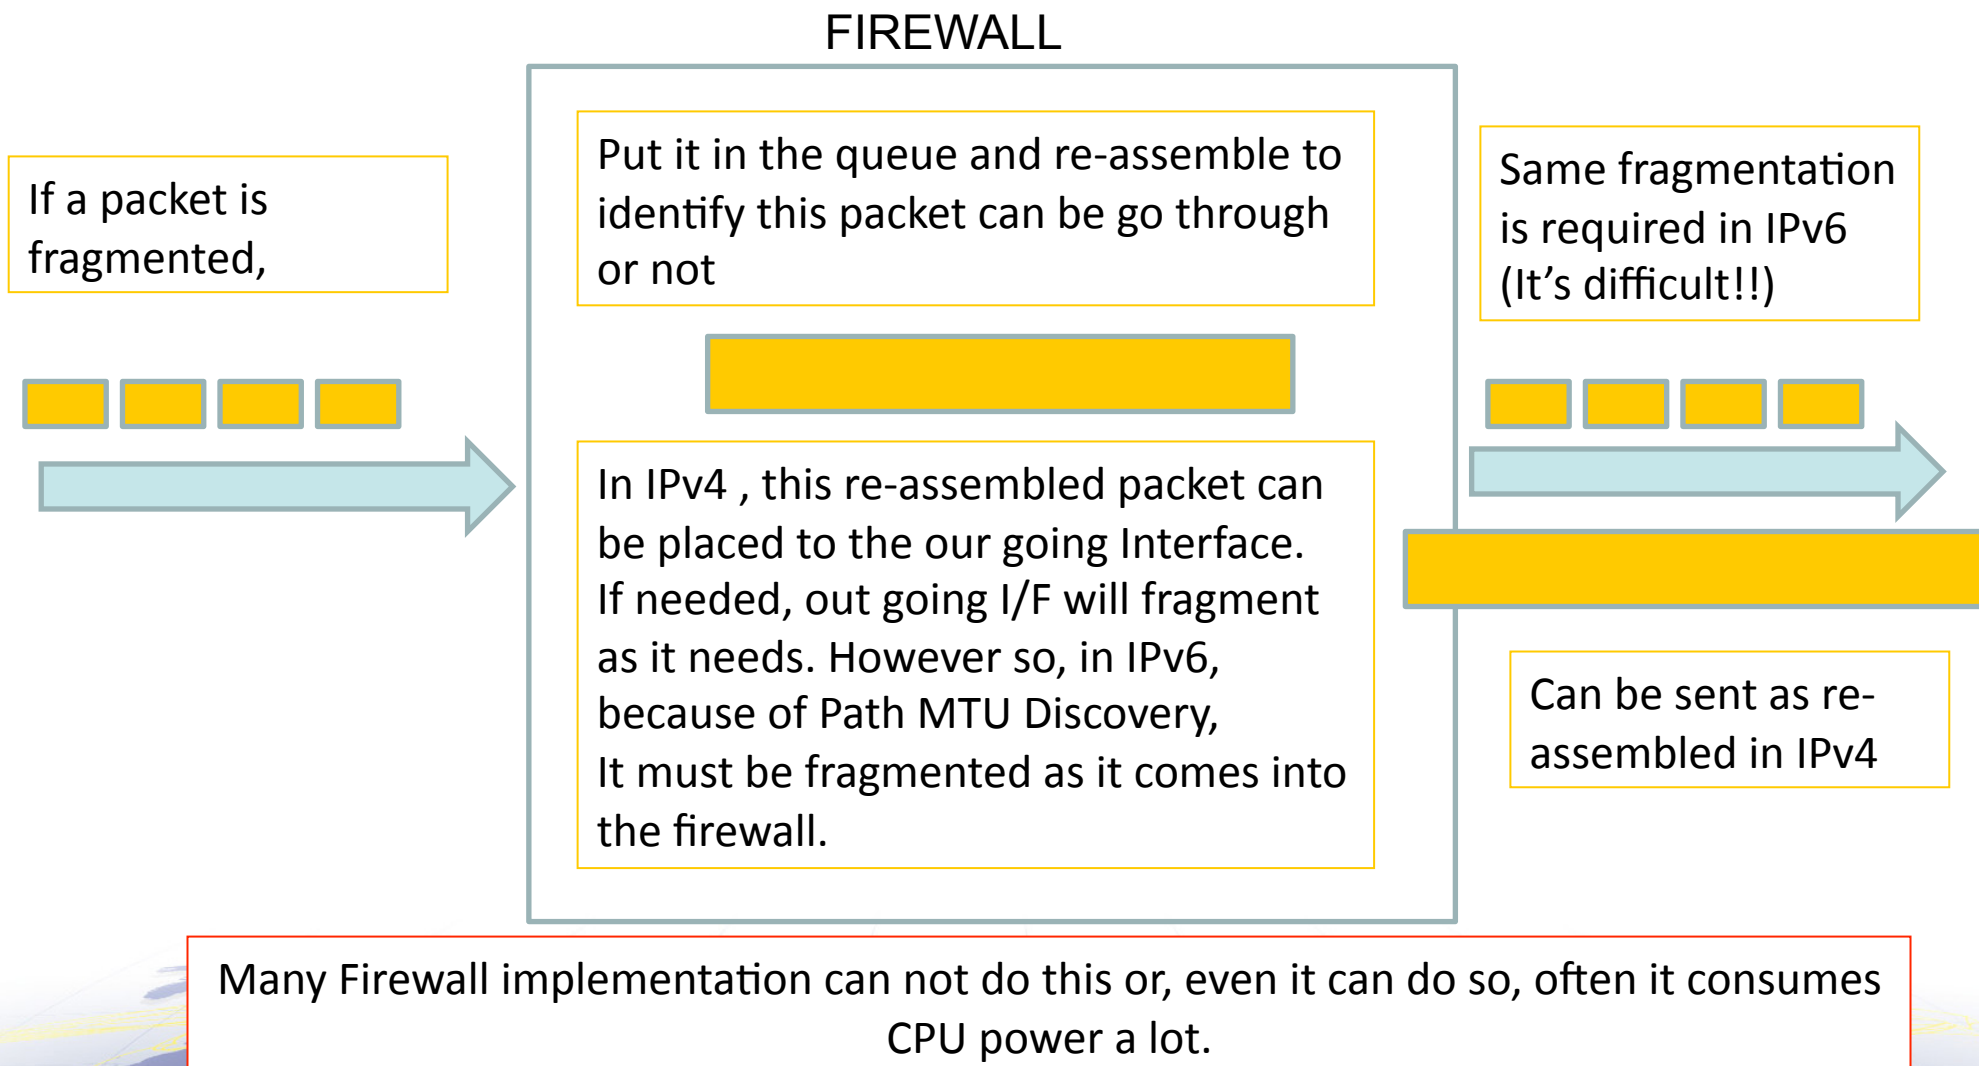 FIREWALL
If a packet is
fragmented,
Put it in the queue and re-assemble to
identify this packet can be go through
or not
In IPv4 , this re-assembled packet can
be placed to the our going Interface.
If needed, out going I/F will fragment
as it needs. However so, in IPv6,
because of Path MTU Discovery,
It must be fragmented as it comes into
the firewall.
Same fragmentation
is required in IPv6
(It’s difficult!!)
Can be sent as re-
assembled in IPv4
Many Firewall implementation can not do this or, even it can do so, often it consumes
CPU power a lot.